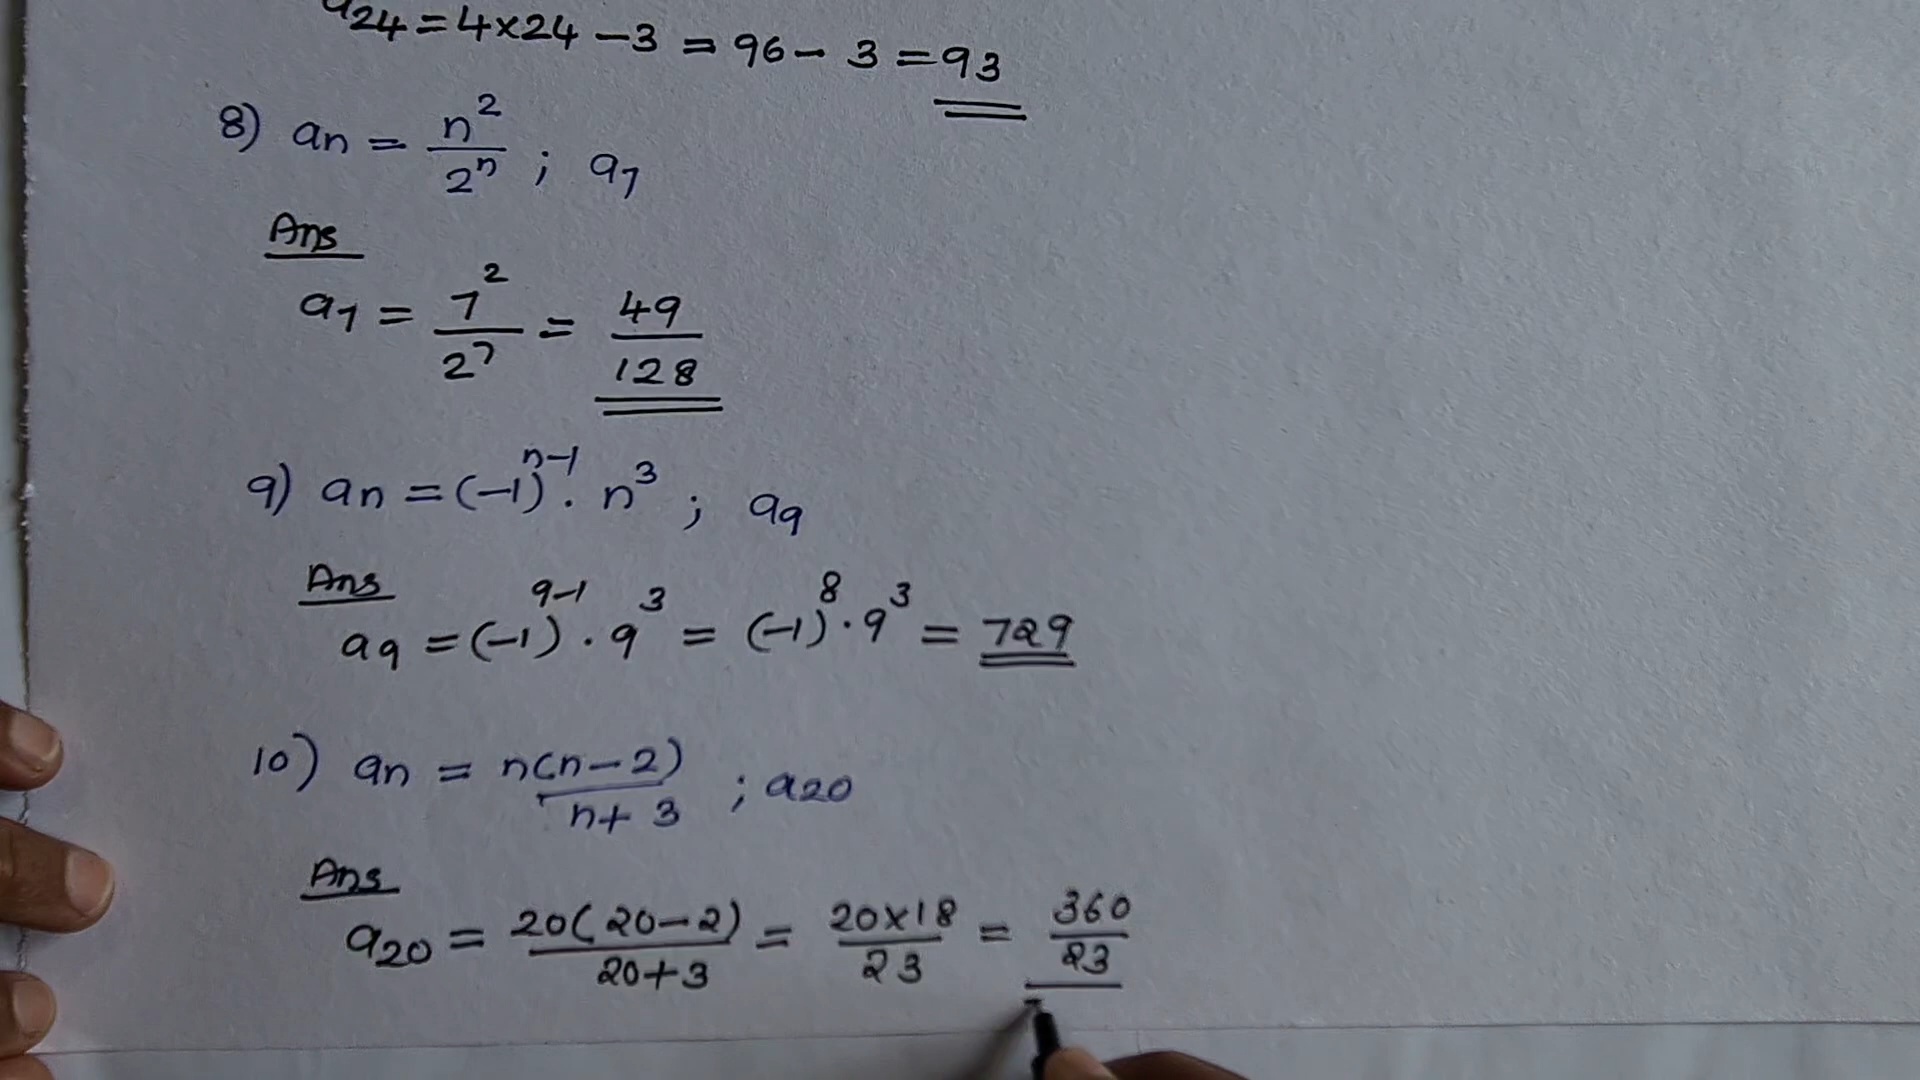 a₂₄ = 4×24 − 3 = 96 − 3 = 93
8) an = n²/2ⁿ ; a₇
Ans
a₇ = 7²/2⁷ = 49/128
9) an = (−1)ⁿ⁻¹ · n³ ; a₉
Ans
a₉ = (−1)⁹⁻¹ · 9³ = (−1)⁸ · 9³ = 729
10) an = n(n−2)/n+3 ; a₂₀
Ans
a₂₀ = 20(20−2)/20+3 = 20×18/23 = 360/23